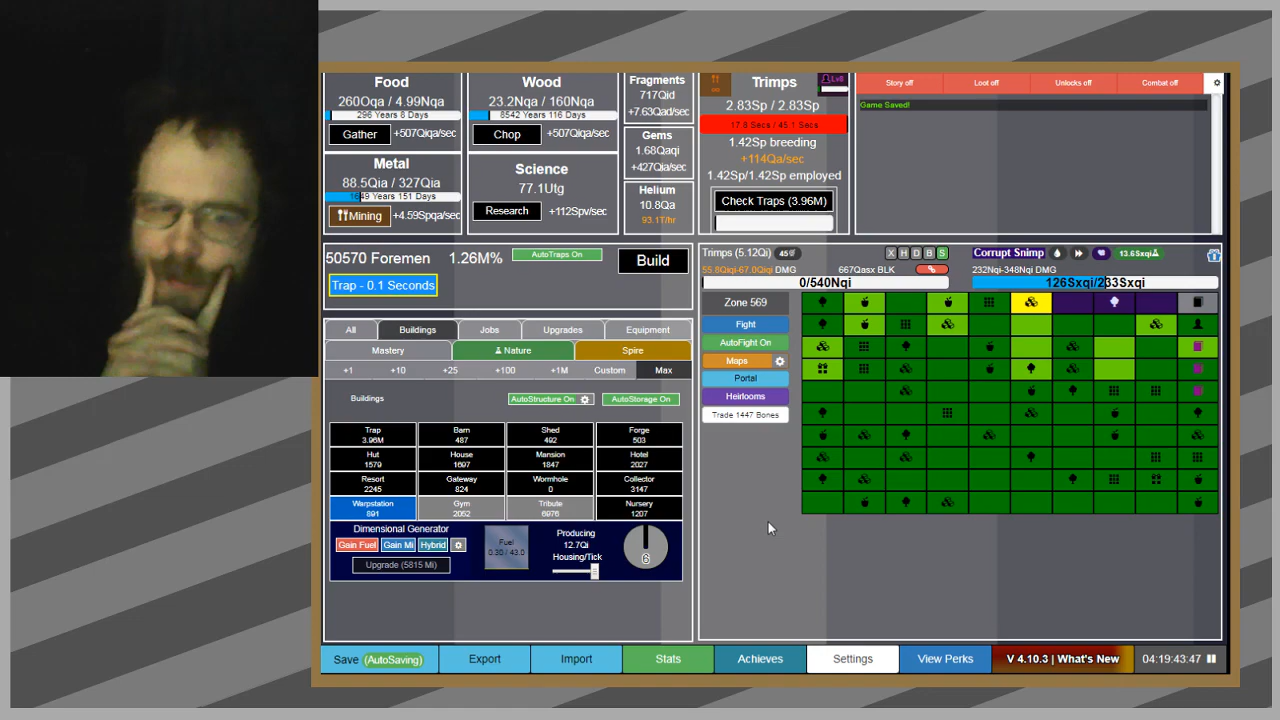 Food
260Oqa / 4.99Nqa
296 Years 8 Days
Gather
+507Qiqa/sec
Wood
23.2Nqa / 160Nqa
8542 Years 116 Days
Chop
+507Qiqa/sec
Metal
88.5Qia / 327Qia
Mining
+4.59Spqa/sec
Science
77.1Utg
Research
+112Spv/sec
Fragments
717Qid
+7.63Qad/sec
Gems
1.68Qaqi
+427Qia/sec
Helium
10.8Qa
93.1T/hr
Trimps
Lv8
2.83Sp / 2.83Sp
17.8 Secs / 45.1 Secs
1.42Sp breeding
+114Qa/sec
1.42Sp/1.42Sp employed
Check Traps (3.96M)
Story off
Loot off
Unlocks off
Combat off
Game Saved!
50570 Foremen
1.26M%
AutoTraps On
Build
Trap - 0.1 Seconds
All
Buildings
Jobs
Upgrades
Equipment
Mastery
Nature
Spire
+1
+10
+25
+100
+1M
Custom
Max
Buildings
AutoStructure On
AutoStorage On
Trap
3.96M
Barn
487
Shed
492
Forge
503
Hut
1579
House
1697
Mansion
1847
Hotel
2027
Resort
2245
Gateway
824
Wormhole
0
Collector
3147
Warpstation
891
Gym
2052
Tribute
6976
Nursery
1207
Dimensional Generator
Gain Fuel
Gain Mi
Hybrid
Upgrade (5815 Mi)
Fuel
0.30 / 43.0
Producing
12.7Qi
Housing/Tick
6
Trimps (5.12Qi)
45
X
H
D
B
S
55.8Qiqi-67.0Qiqi DMG
667Qasx BLK
%
0/540Nqi
Corrupt Snimp
13.6Sxqi
232Nqi-348Nqi DMG
126Sxqi/233Sxqi
Zone 569
Fight
AutoFight On
Maps
Portal
Heirlooms
Trade 1447 Bones
Save (AutoSaving)
Export
Import
Stats
Achieves
Settings
View Perks
V 4.10.3 | What's New
04:19:43:47